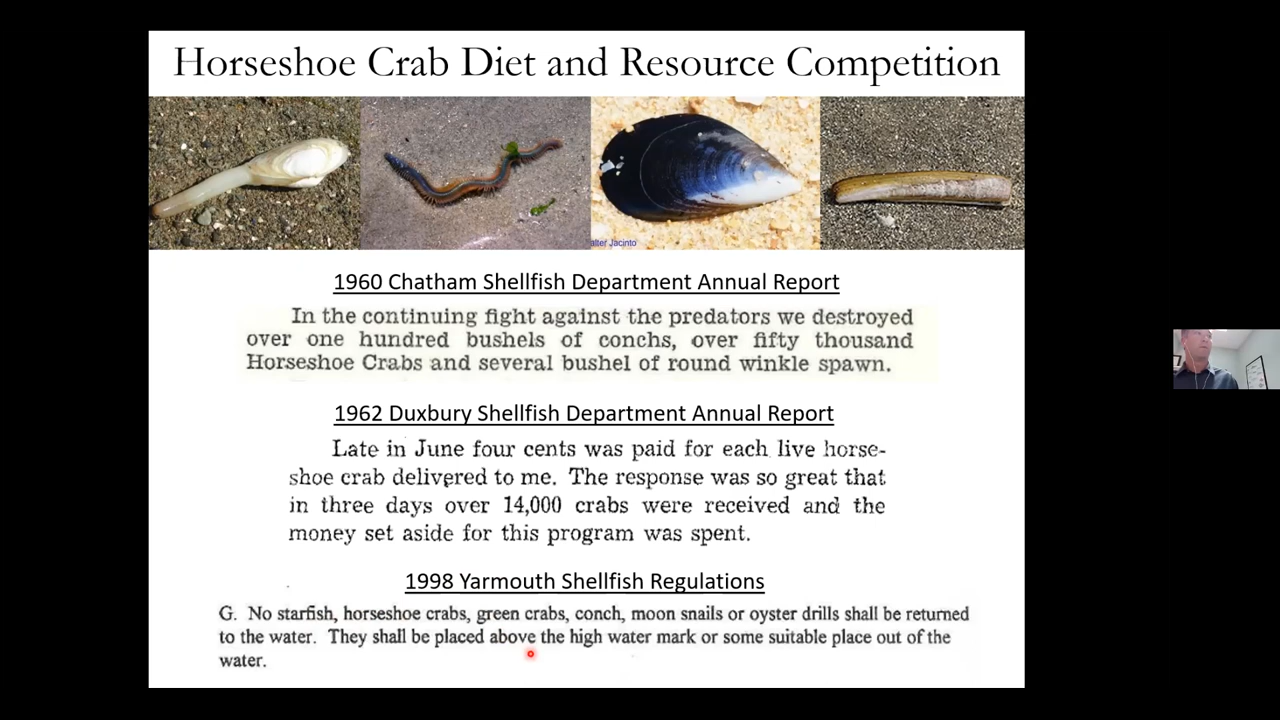 Horseshoe Crab Diet and Resource Competition
alter Jacinto
1960 Chatham Shellfish Department Annual Report
In the continuing fight against the predators we destroyed
over one hundred bushels of conchs, over fifty thousand
Horseshoe Crabs and several bushel of round winkle spawn.
1962 Duxbury Shellfish Department Annual Report
Late in June four cents was paid for each live horse-
shoe crab delivered to me. The response was so great that
in three days over 14,000 crabs were received and the
money set aside for this program was spent.
1998 Yarmouth Shellfish Regulations
G. No starfish, horseshoe crabs, green crabs, conch, moon snails or oyster drills shall be returned
to the water. They shall be placed above the high water mark or some suitable place out of the
water.